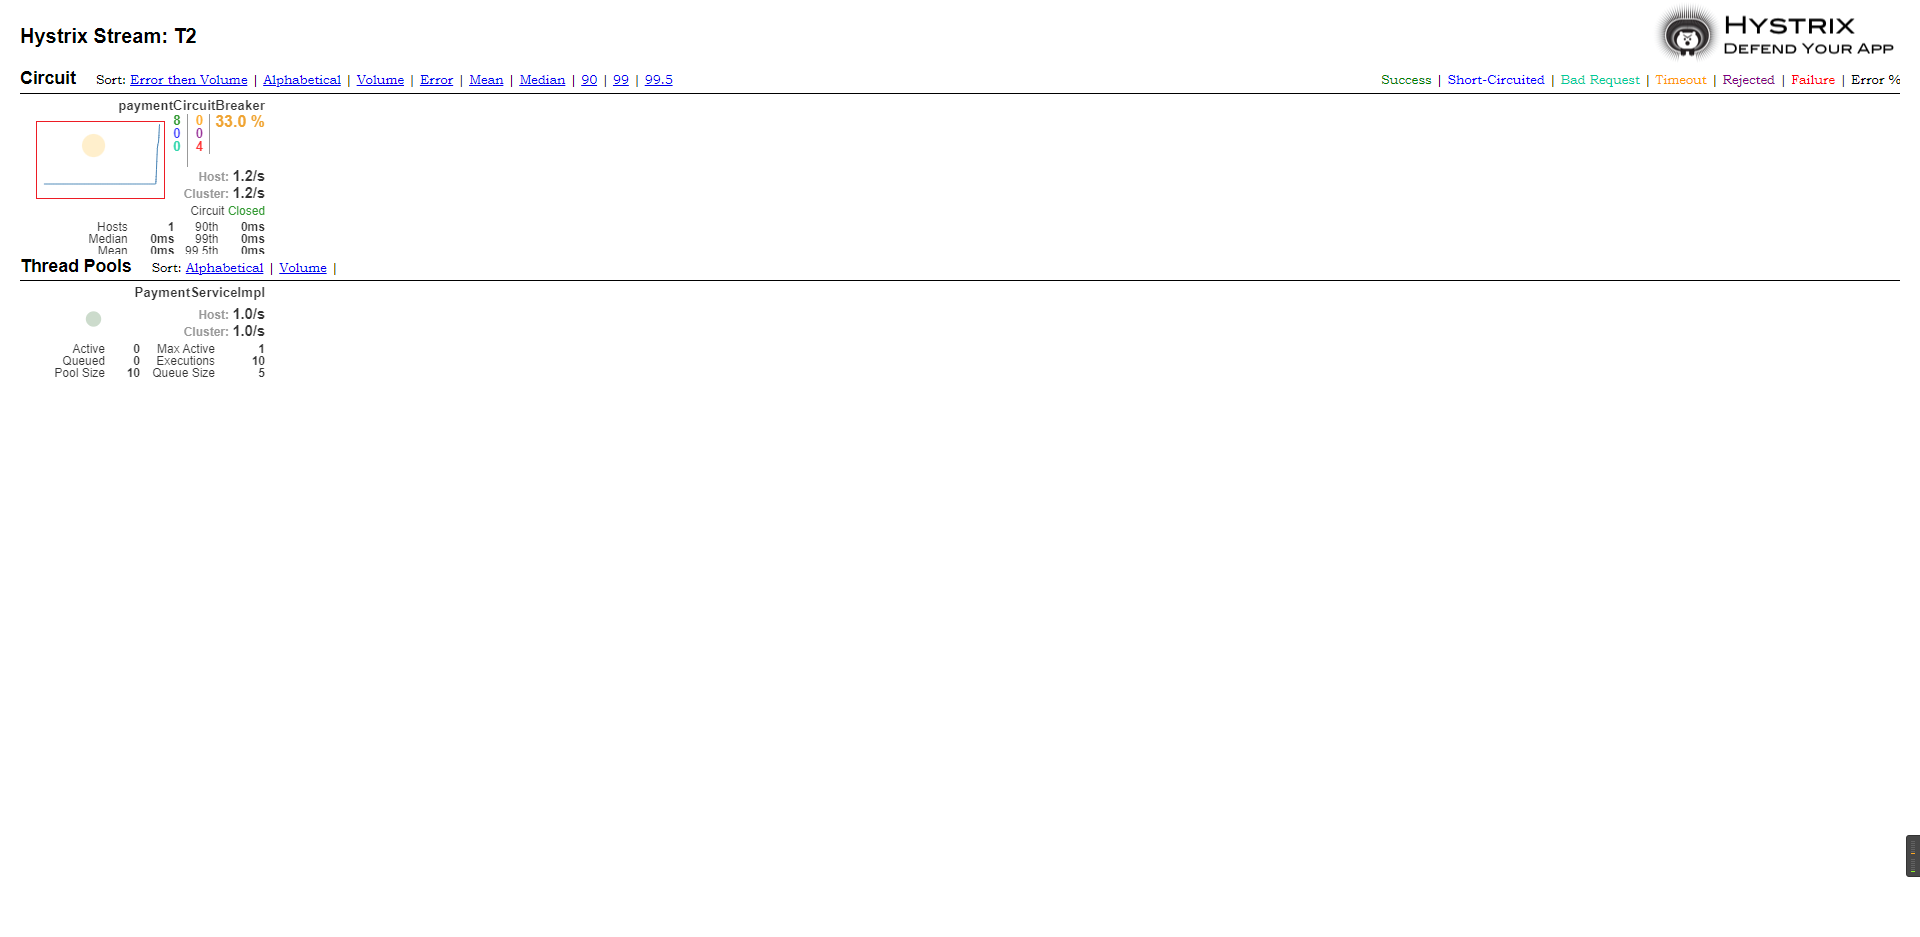 HYSTRIX
DEFEND YOUR APP
Hystrix Stream: T2
Circuit Sort: Error then Volume | Alphabetical | Volume | Error | Mean | Median | 90 | 99 | 99.5 Success | Short-Circuited | Bad Request | Timeout | Rejected | Failure | Error %
paymentCircuitBreaker
8 0 33.0 %
0 0
0 4
Host: 1.2/s
Cluster: 1.2/s
Circuit Closed
Hosts 1 90th 0ms
Median 0ms 99th 0ms
Mean 0ms 99.5th 0ms
Thread Pools Sort: Alphabetical | Volume |
PaymentServiceImpl
Host: 1.0/s
Cluster: 1.0/s
Active 0 Max Active 1
Queued 0 Executions 10
Pool Size 10 Queue Size 5